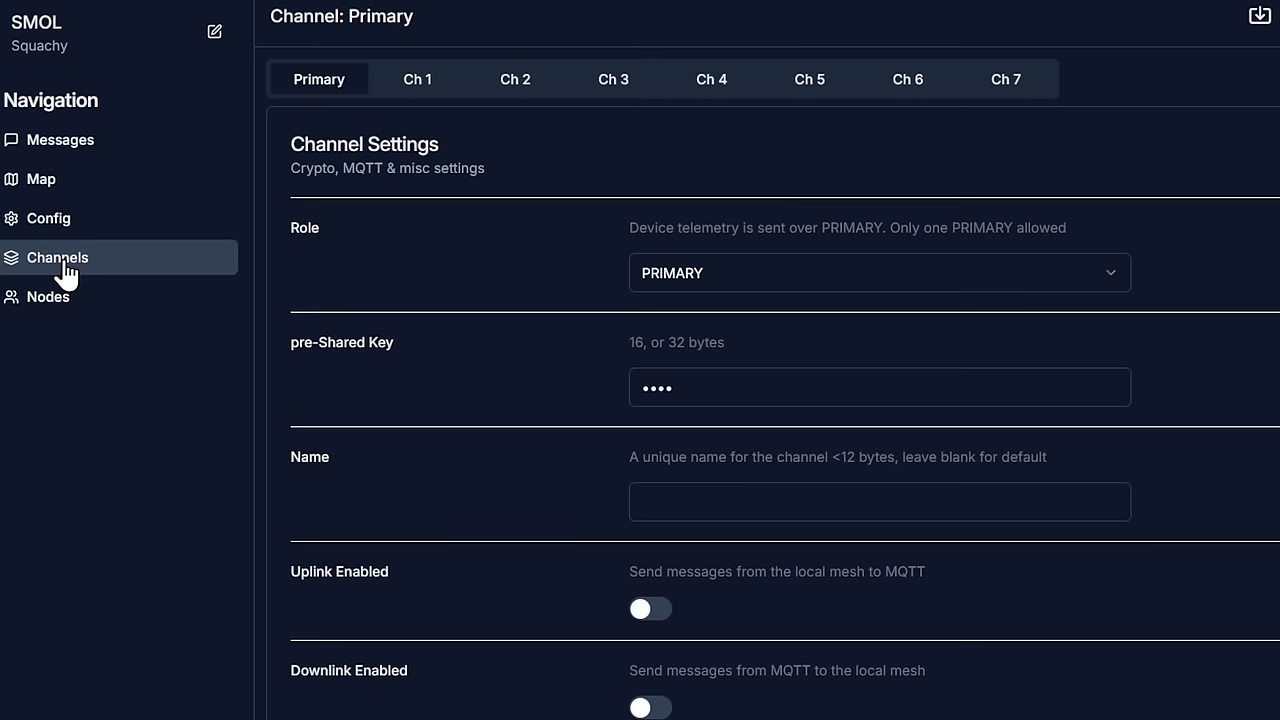 SMOL
Squachy
Navigation
Messages
Map
Config
Channels
Nodes
Channel: Primary
Primary Ch 1 Ch 2 Ch 3 Ch 4 Ch 5 Ch 6 Ch 7
Channel Settings
Crypto, MQTT & misc settings
Role
Device telemetry is sent over PRIMARY. Only one PRIMARY allowed
PRIMARY
pre-Shared Key
16, or 32 bytes
••••
Name
A unique name for the channel <12 bytes, leave blank for default
Uplink Enabled
Send messages from the local mesh to MQTT
Downlink Enabled
Send messages from MQTT to the local mesh